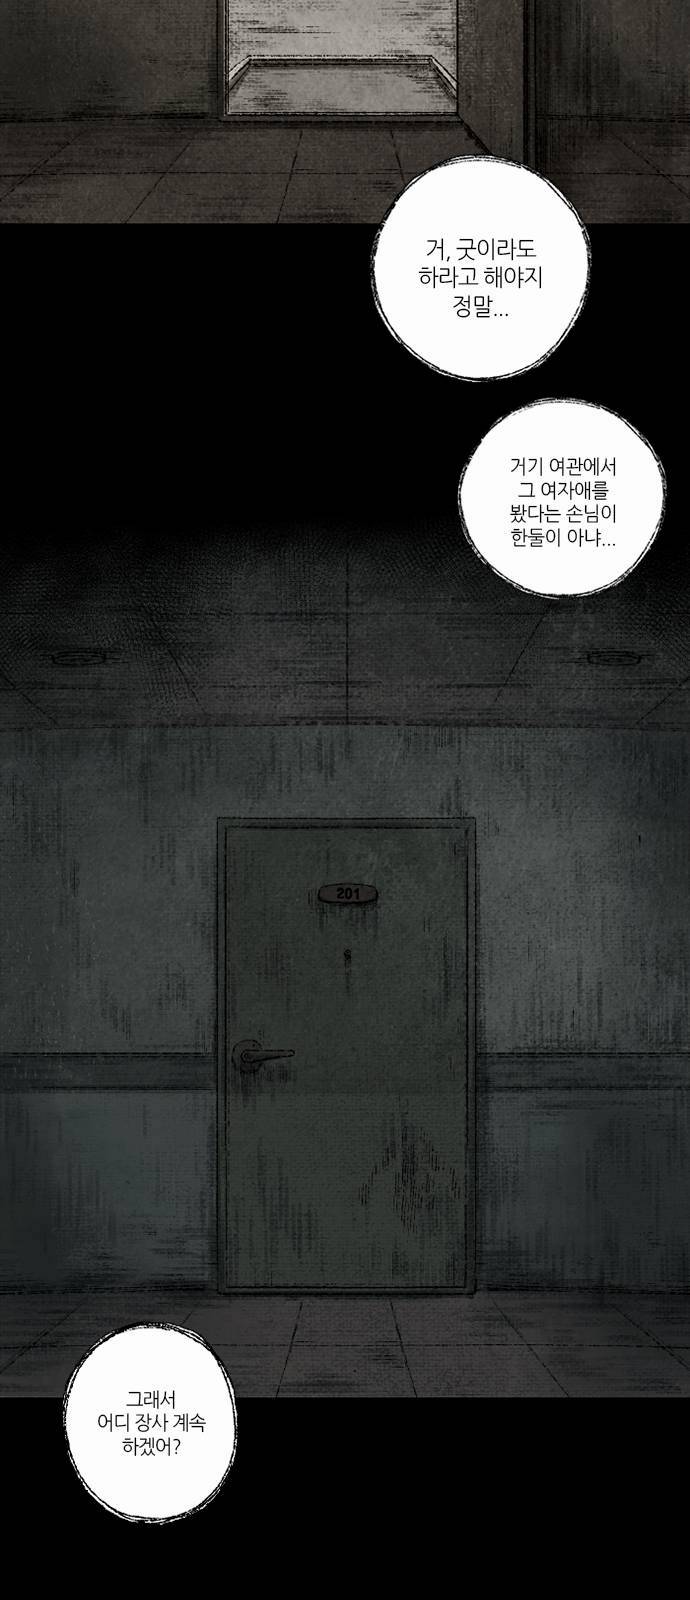 거, 굿이라도
하라고 해야지
정말...
거기 여관에서
그 여자애를
봤다는 손님이
한둘이 아냐...
201
그래서
어디 장사 계속
하겠어?